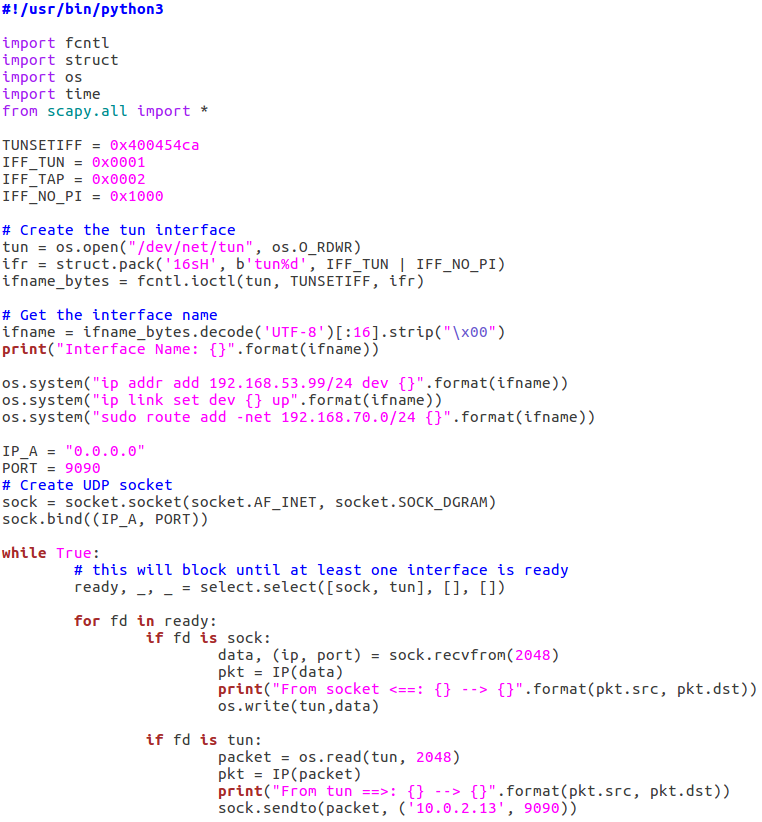 #!/usr/bin/python3
import fcntl
import struct
import os
import time
from scapy.all import *
TUNSETIFF = 0x400454ca
IFF_TUN = 0x0001
IFF_TAP = 0x0002
IFF_NO_PI = 0x1000
# Create the tun interface
tun = os.open("/dev/net/tun", os.O_RDWR)
ifr = struct.pack('16sH', b'tun%d', IFF_TUN | IFF_NO_PI)
ifname_bytes = fcntl.ioctl(tun, TUNSETIFF, ifr)
# Get the interface name
ifname = ifname_bytes.decode('UTF-8')[:16].strip("\x00")
print("Interface Name: {}".format(ifname))
os.system("ip addr add 192.168.53.99/24 dev {}".format(ifname))
os.system("ip link set dev {} up".format(ifname))
os.system("sudo route add -net 192.168.70.0/24 {}".format(ifname))
IP_A = "0.0.0.0"
PORT = 9090
# Create UDP socket
sock = socket.socket(socket.AF_INET, socket.SOCK_DGRAM)
sock.bind((IP_A, PORT))
while True:
        # this will block until at least one interface is ready
        ready, _, _ = select.select([sock, tun], [], [])
        for fd in ready:
                if fd is sock:
                        data, (ip, port) = sock.recvfrom(2048)
                        pkt = IP(data)
                        print("From socket <==: {} --> {}".format(pkt.src, pkt.dst))
                        os.write(tun,data)
                if fd is tun:
                        packet = os.read(tun, 2048)
                        pkt = IP(packet)
                        print("From tun ==>: {} --> {}".format(pkt.src, pkt.dst))
                        sock.sendto(packet, ('10.0.2.13', 9090))